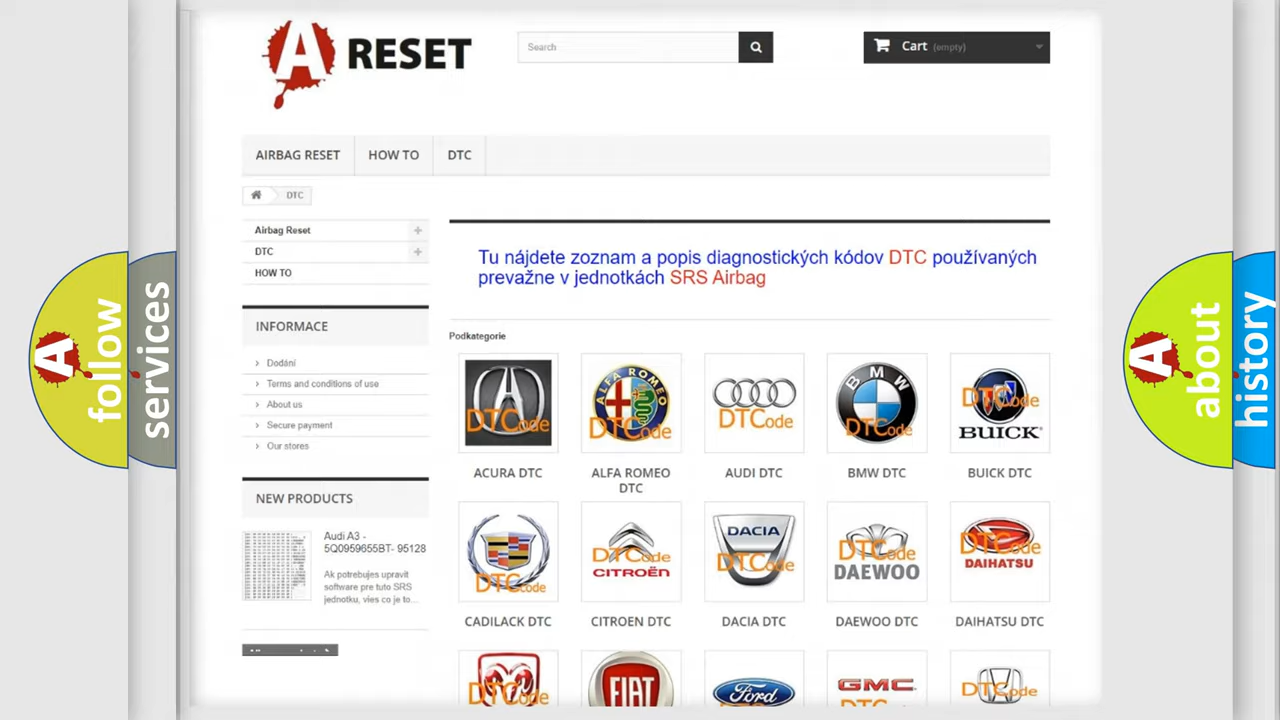 A RESET
Search
Cart (empty)
AIRBAG RESET
HOW TO
DTC
DTC
Airbag Reset
DTC
HOW TO
Tu nájdete zoznam a popis diagnostických kódov DTC používaných
prevažne v jednotkách SRS Airbag
INFORMACE
Dodání
Terms and conditions of use
About us
Secure payment
Our stores
NEW PRODUCTS
Audi A3 -
5Q0959655BT- 95128
Ak potrebujes upravit
software pre tuto SRS
jednotku, vies co je to...
Podkategorie
DTCode
ALFA ROMEO
DTCode
DTCode
BMW
DTCode
DTCode
BUICK
ACURA DTC
ALFA ROMEO
DTC
AUDI DTC
BMW DTC
BUICK DTC
DTCode
DTCode
CITROËN
DACIA
DTCode
DTCode
DAEWOO
DTCode
DAIHATSU
CADILACK DTC
CITROEN DTC
DACIA DTC
DAEWOO DTC
DAIHATSU DTC
DTCode
FIAT
Ford
GMC
DTCode
A follow
services
A about
history